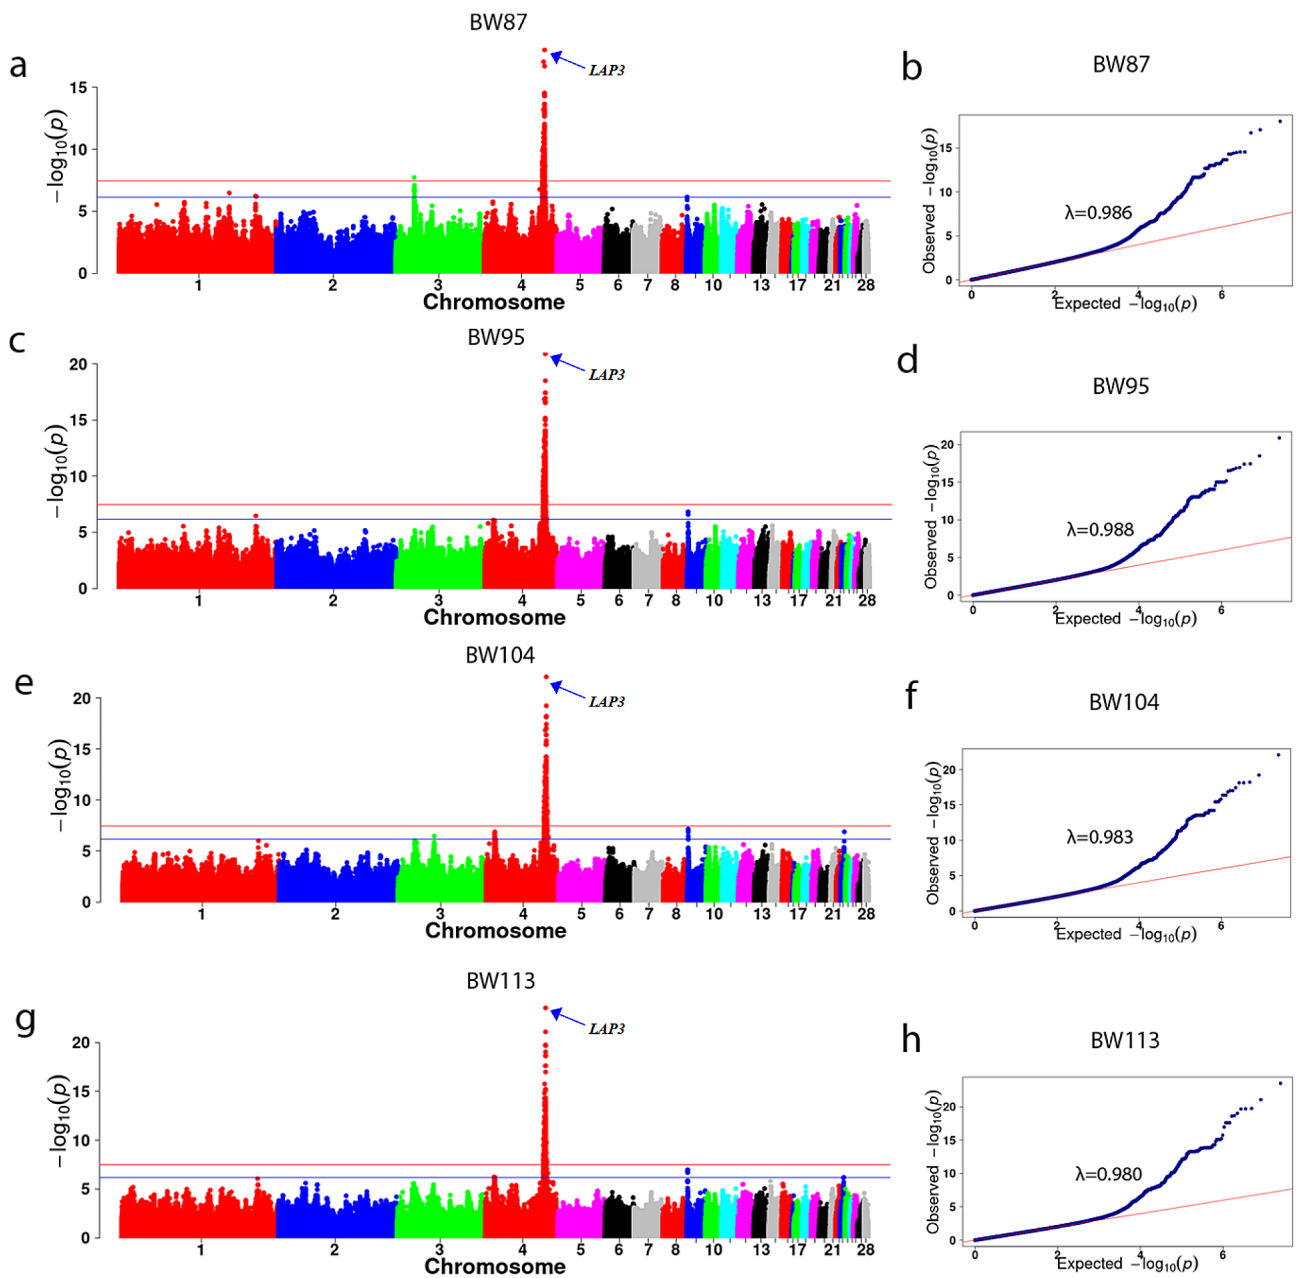 BW87
a
LAP3
15
10
5
0
−log10(p)
1 2 3 4 5 6 7 8 10 13 17 21 28
Chromosome
b
BW87
15
10
5
0
Observed −log10(p)
λ=0.986
0 2 4 6
Expected −log10(p)
c
BW95
LAP3
20
15
10
5
0
−log10(p)
1 2 3 4 5 6 7 8 10 13 17 21 28
Chromosome
d
BW95
20
15
10
5
0
Observed −log10(p)
λ=0.988
0 2 4 6
Expected −log10(p)
e
BW104
LAP3
20
15
10
5
0
−log10(p)
1 2 3 4 5 6 7 8 10 13 17 21 28
Chromosome
f
BW104
20
15
10
5
0
Observed −log10(p)
λ=0.983
0 2 4 6
Expected −log10(p)
g
BW113
LAP3
20
15
10
5
0
−log10(p)
1 2 3 4 5 6 7 8 10 13 17 21 28
Chromosome
h
BW113
20
15
10
5
0
Observed −log10(p)
λ=0.980
0 2 4 6
Expected −log10(p)